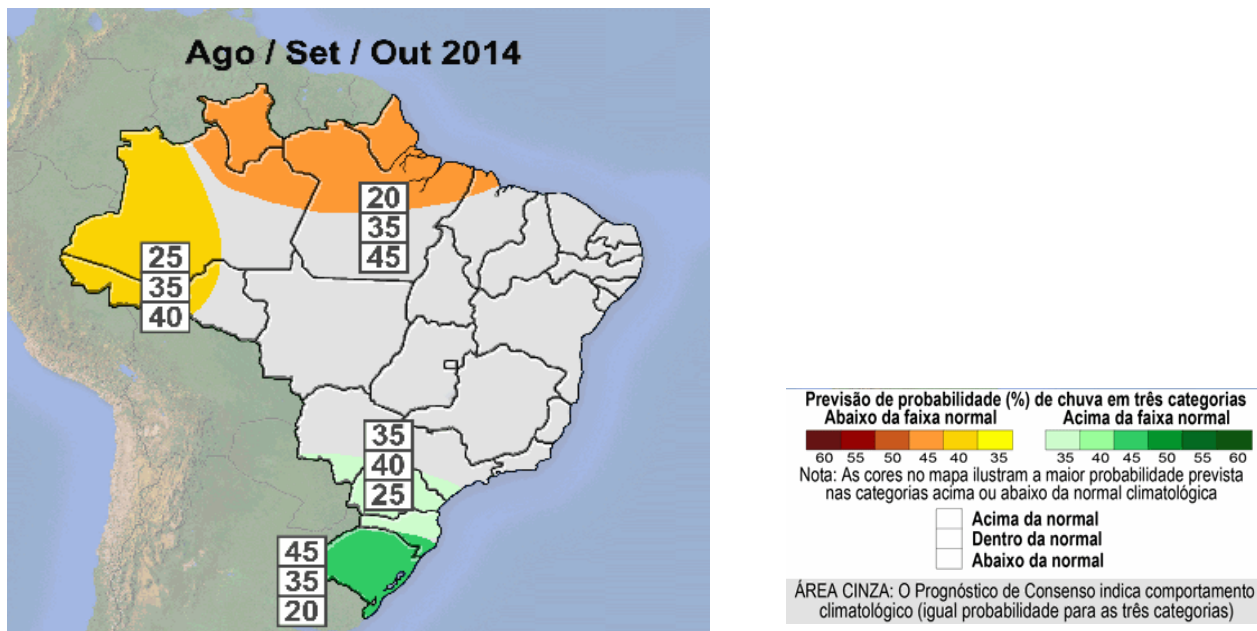 Ago / Set / Out 2014
20
35
45
25
35
40
35
40
25
45
35
20
Previsão de probabilidade (%) de chuva em três categorias
Abaixo da faixa normal Acima da faixa normal
60 55 50 45 40 35 35 40 45 50 55 60
Nota: As cores no mapa ilustram a maior probabilidade prevista
nas categorias acima ou abaixo da normal climatológica
Acima da normal
Dentro da normal
Abaixo da normal
ÁREA CINZA: O Prognóstico de Consenso indica comportamento
climatológico (igual probabilidade para as três categorias)